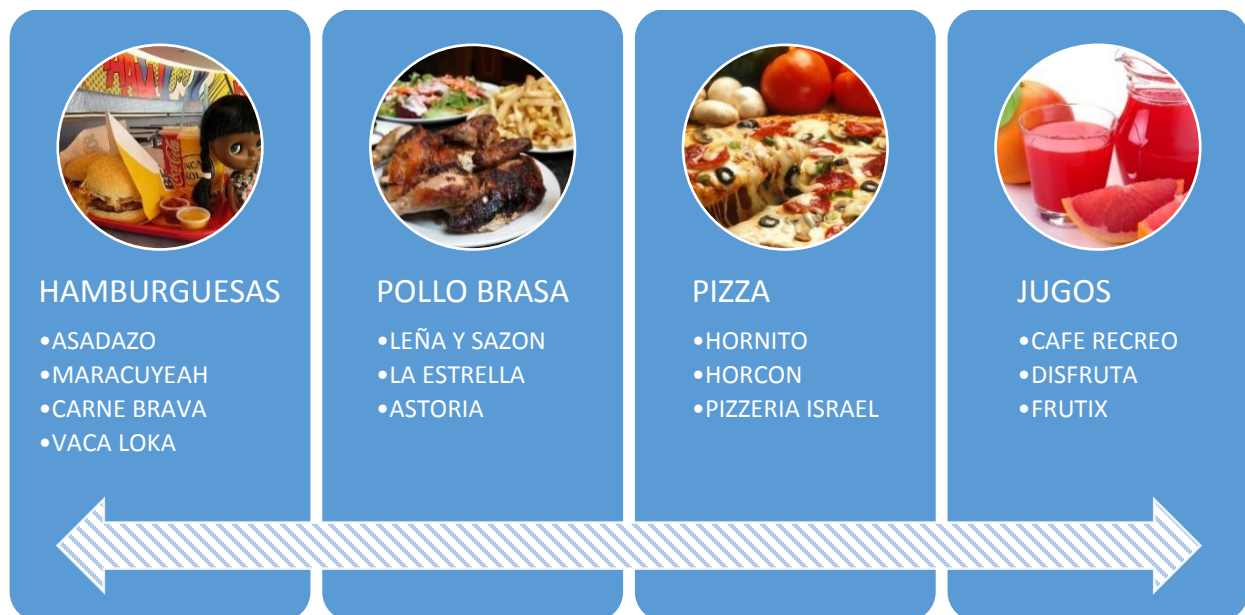 HAMBURGUESAS
•ASADAZO
•MARACUYEAH
•CARNE BRAVA
•VACA LOKA
POLLO BRASA
•LEÑA Y SAZON
•LA ESTRELLA
•ASTORIA
PIZZA
•HORNITO
•HORCON
•PIZZERIA ISRAEL
JUGOS
•CAFE RECREO
•DISFRUTA
•FRUTIX